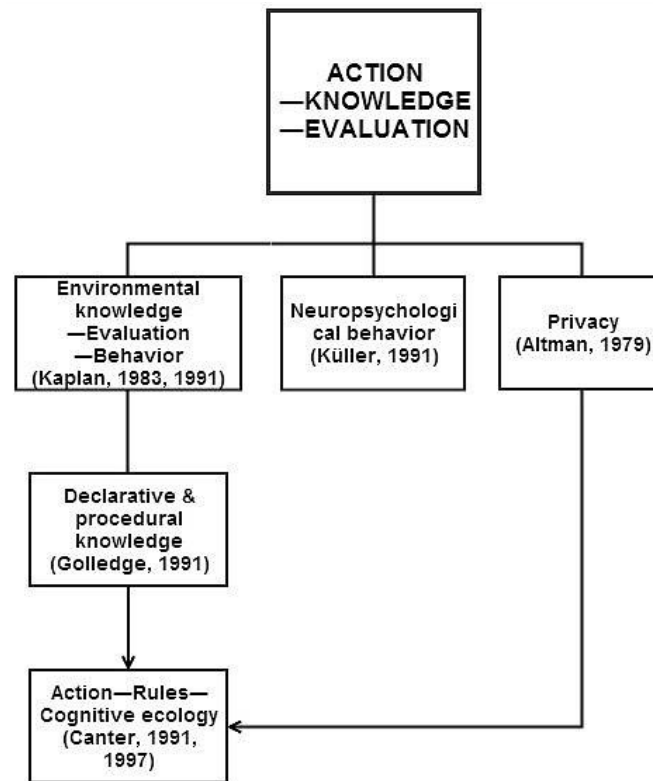 ACTION
—KNOWLEDGE
—EVALUATION
Environmental
knowledge
—Evaluation
—Behavior
(Kaplan, 1983, 1991)
Neuropsychologi
cal behavior
(Küller, 1991)
Privacy
(Altman, 1979)
Declarative &
procedural
knowledge
(Golledge, 1991)
Action—Rules—
Cognitive ecology
(Canter, 1991,
1997)